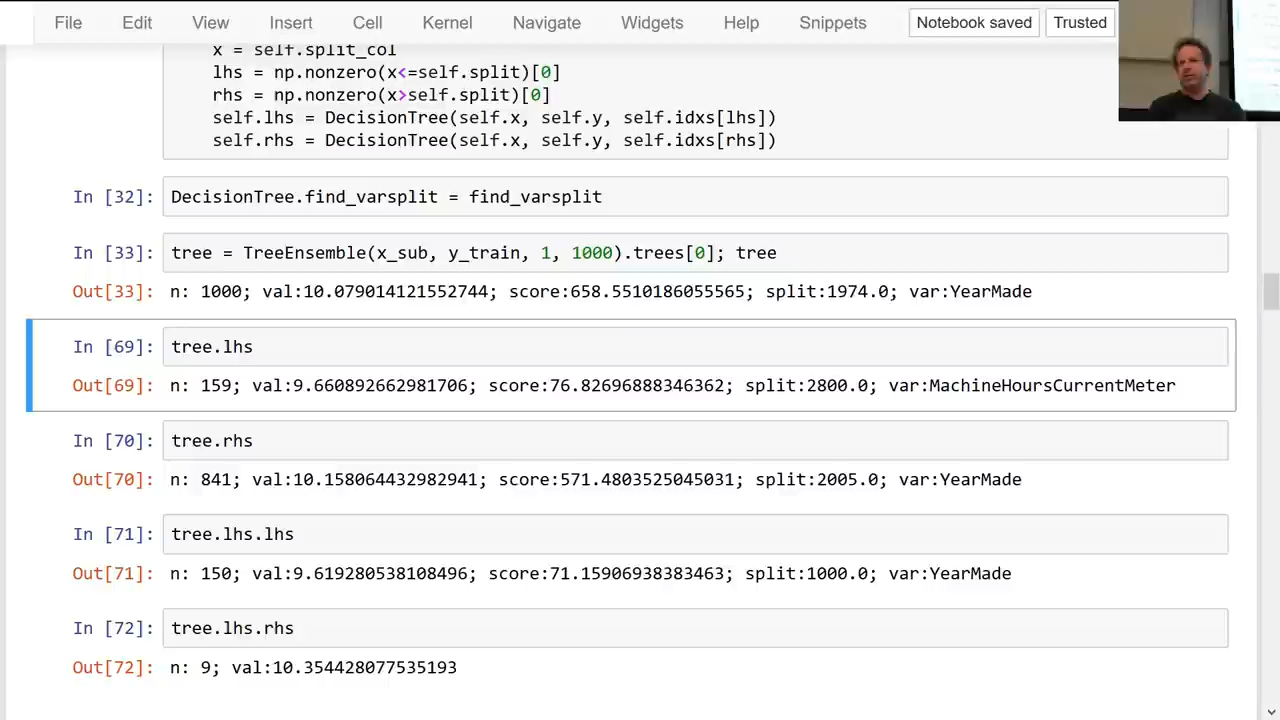 File Edit View Insert Cell Kernel Navigate Widgets Help Snippets Notebook saved Trusted
x = self.split_col
lhs = np.nonzero(x<=self.split)[0]
rhs = np.nonzero(x>self.split)[0]
self.lhs = DecisionTree(self.x, self.y, self.idxs[lhs])
self.rhs = DecisionTree(self.x, self.y, self.idxs[rhs])
In [32]: DecisionTree.find_varsplit = find_varsplit
In [33]: tree = TreeEnsemble(x_sub, y_train, 1, 1000).trees[0]; tree
Out[33]: n: 1000; val:10.079014121552744; score:658.5510186055565; split:1974.0; var:YearMade
In [69]: tree.lhs
Out[69]: n: 159; val:9.660892662981706; score:76.82696888346362; split:2800.0; var:MachineHoursCurrentMeter
In [70]: tree.rhs
Out[70]: n: 841; val:10.158064432982941; score:571.4803525045031; split:2005.0; var:YearMade
In [71]: tree.lhs.lhs
Out[71]: n: 150; val:9.619280538108496; score:71.15906938383463; split:1000.0; var:YearMade
In [72]: tree.lhs.rhs
Out[72]: n: 9; val:10.354428077535193